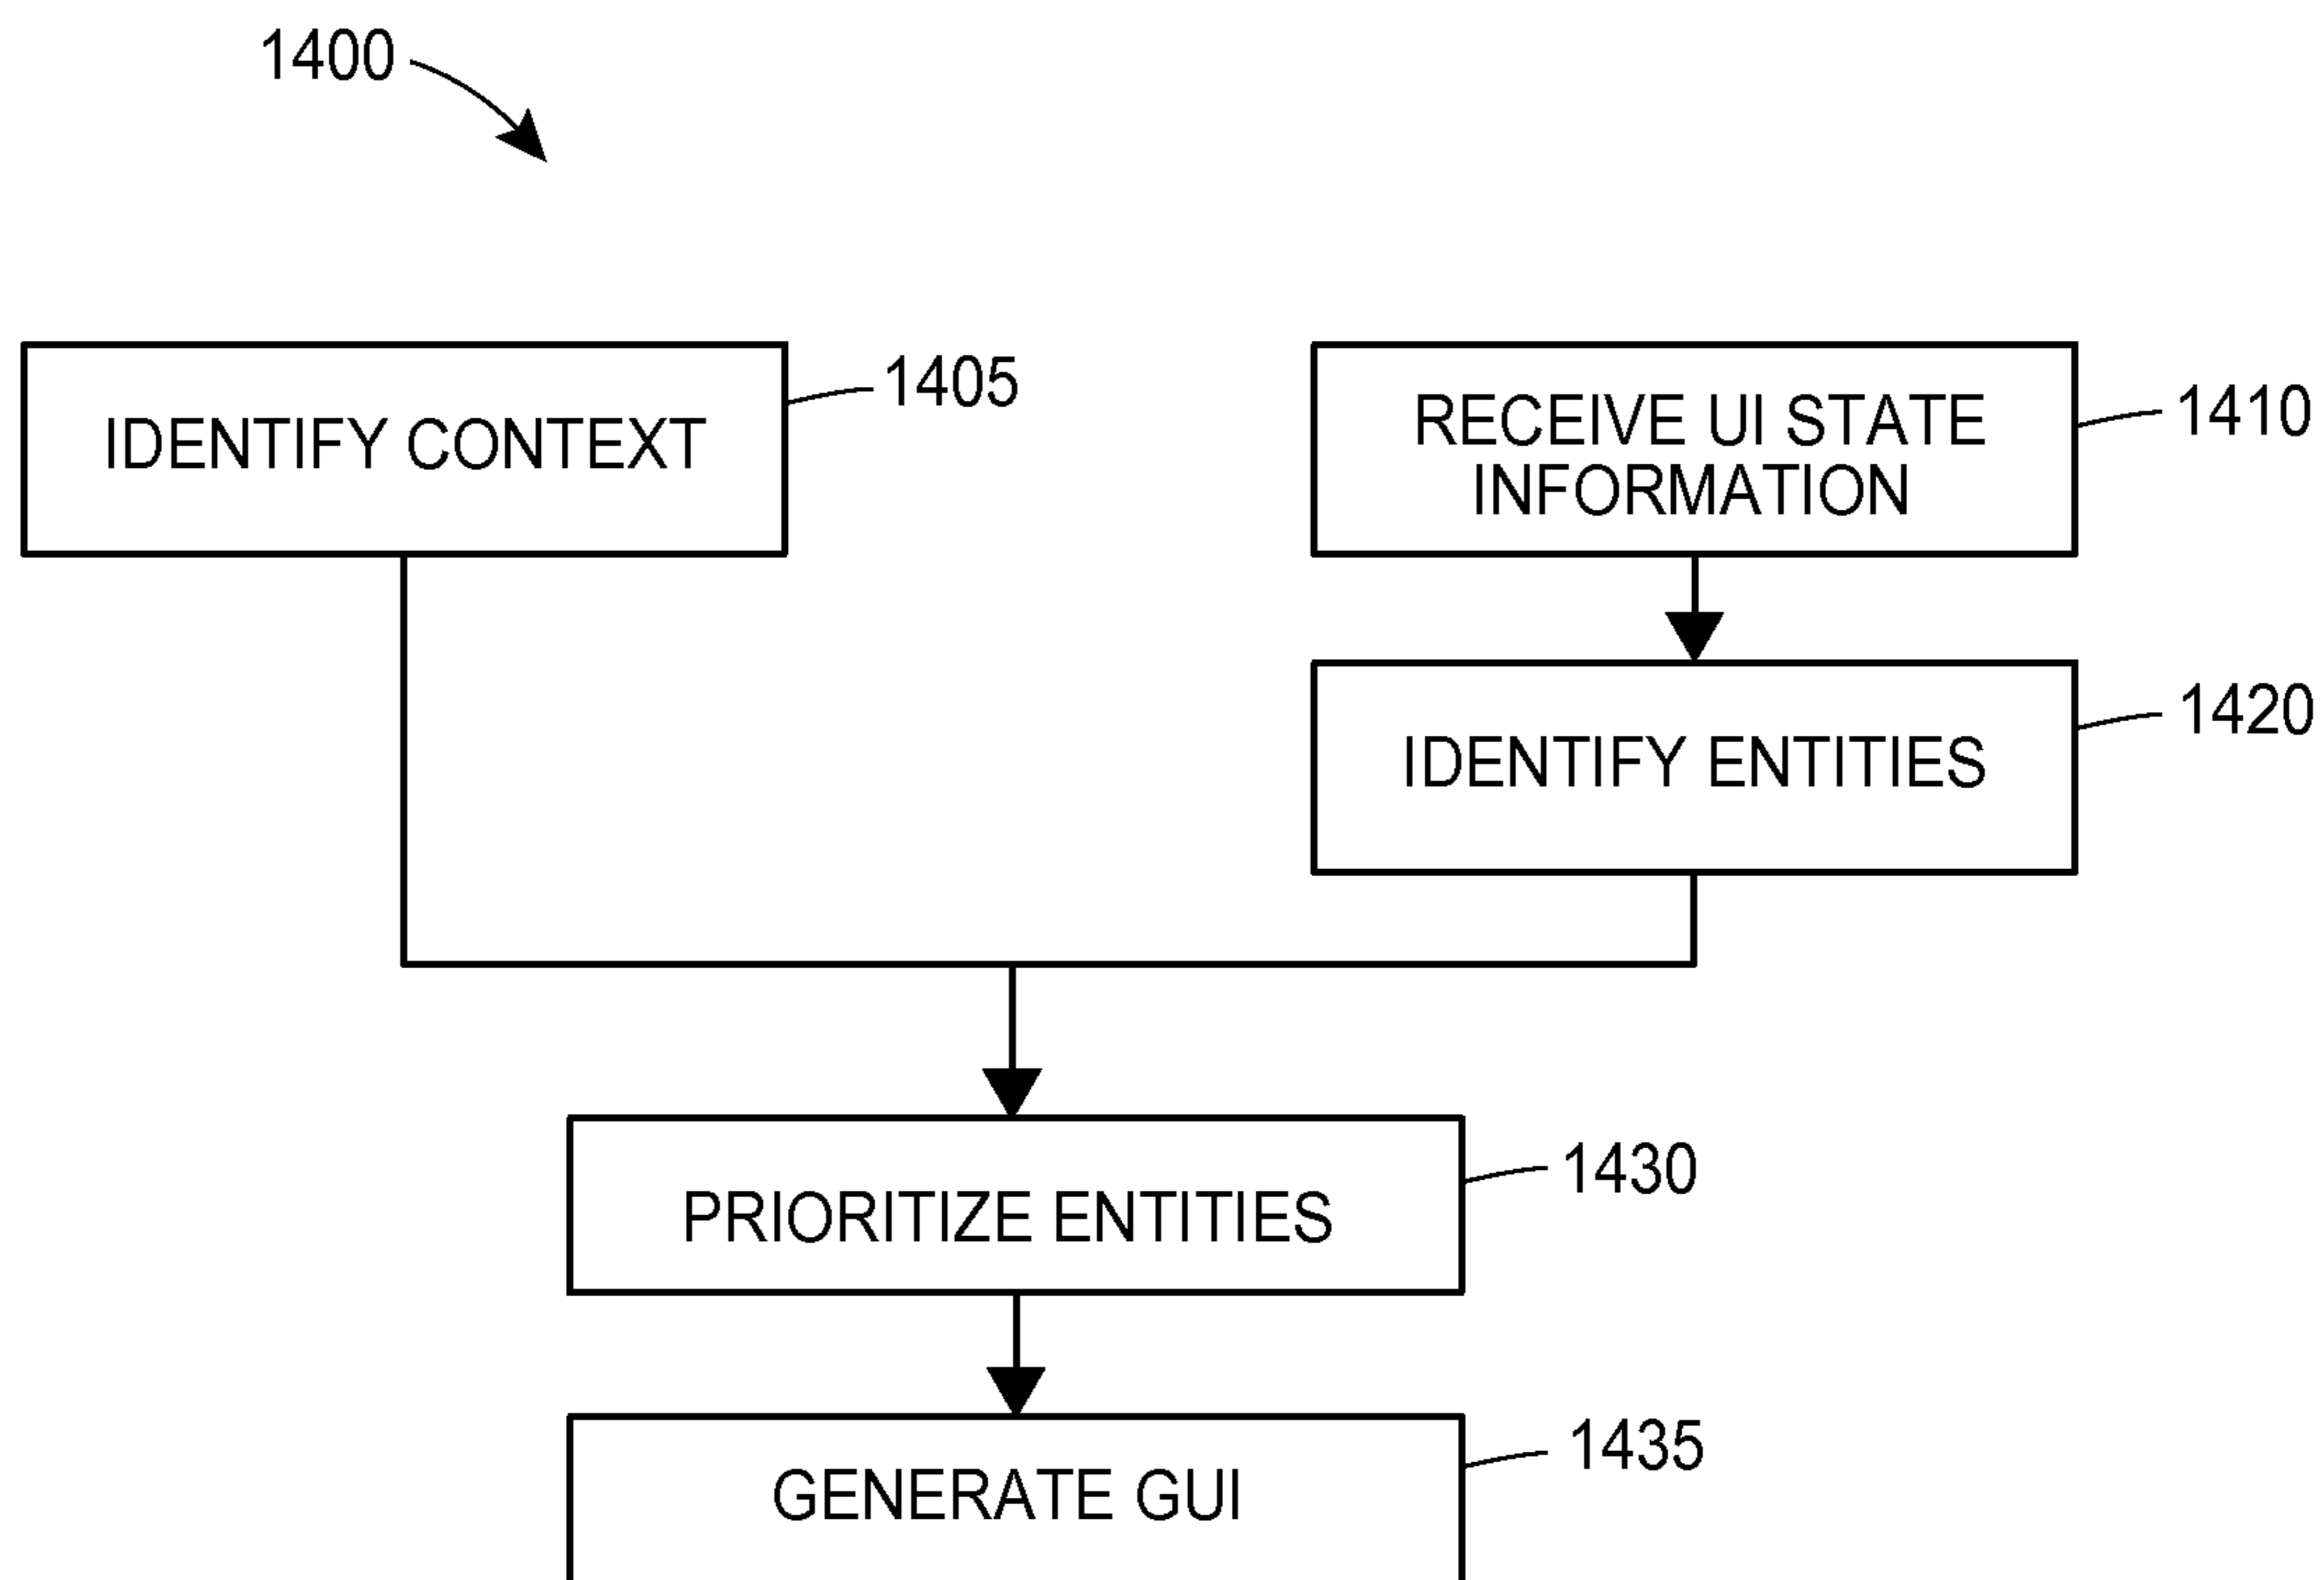 1400
IDENTIFY CONTEXT
1405
RECEIVE UI STATE
INFORMATION
1410
IDENTIFY ENTITIES
1420
PRIORITIZE ENTITIES
1430
GENERATE GUI
1435